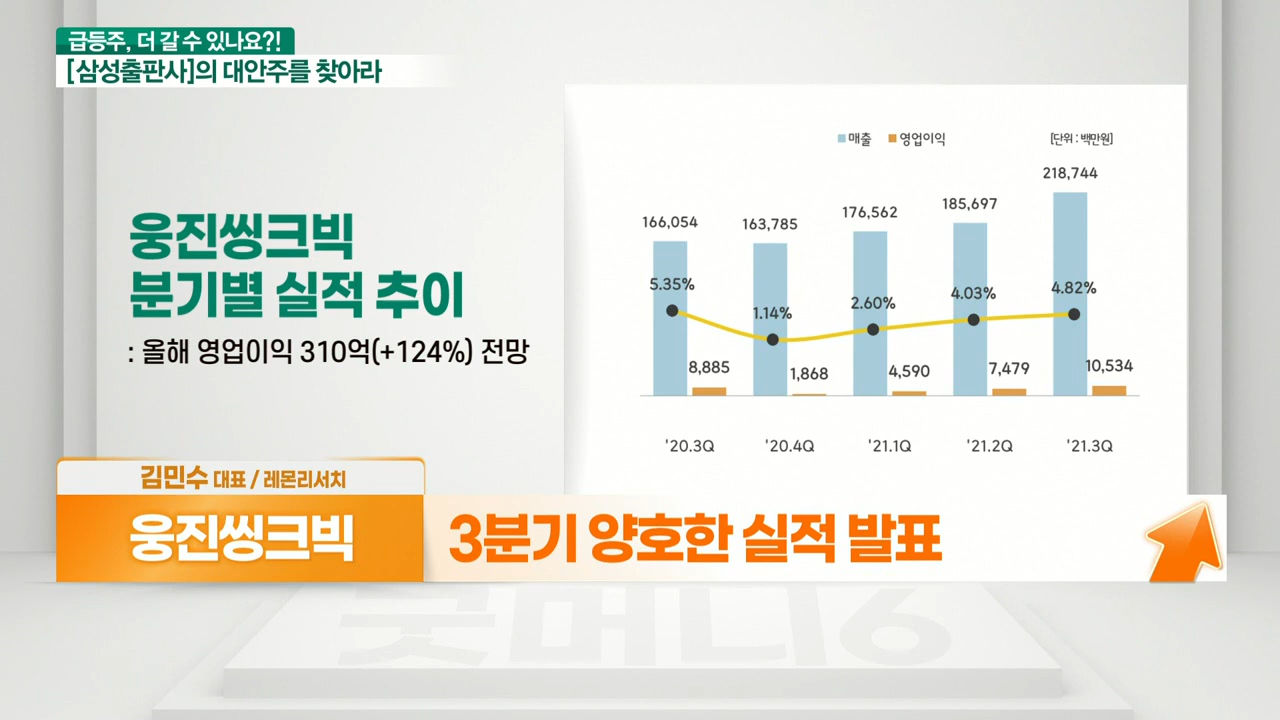 급등주, 더 갈 수 있나요?!
[삼성출판사]의 대안주를 찾아라
매출 영업이익 [단위 : 백만원]
166,054 163,785 176,562 185,697 218,744
5.35% 1.14% 2.60% 4.03% 4.82%
8,885 1,868 4,590 7,479 10,534
'20.3Q '20.4Q '21.1Q '21.2Q '21.3Q
웅진씽크빅
분기별 실적 추이
: 올해 영업이익 310억(+124%) 전망
김민수 대표 / 레몬리서치
웅진씽크빅 3분기 양호한 실적 발표
굿머니6